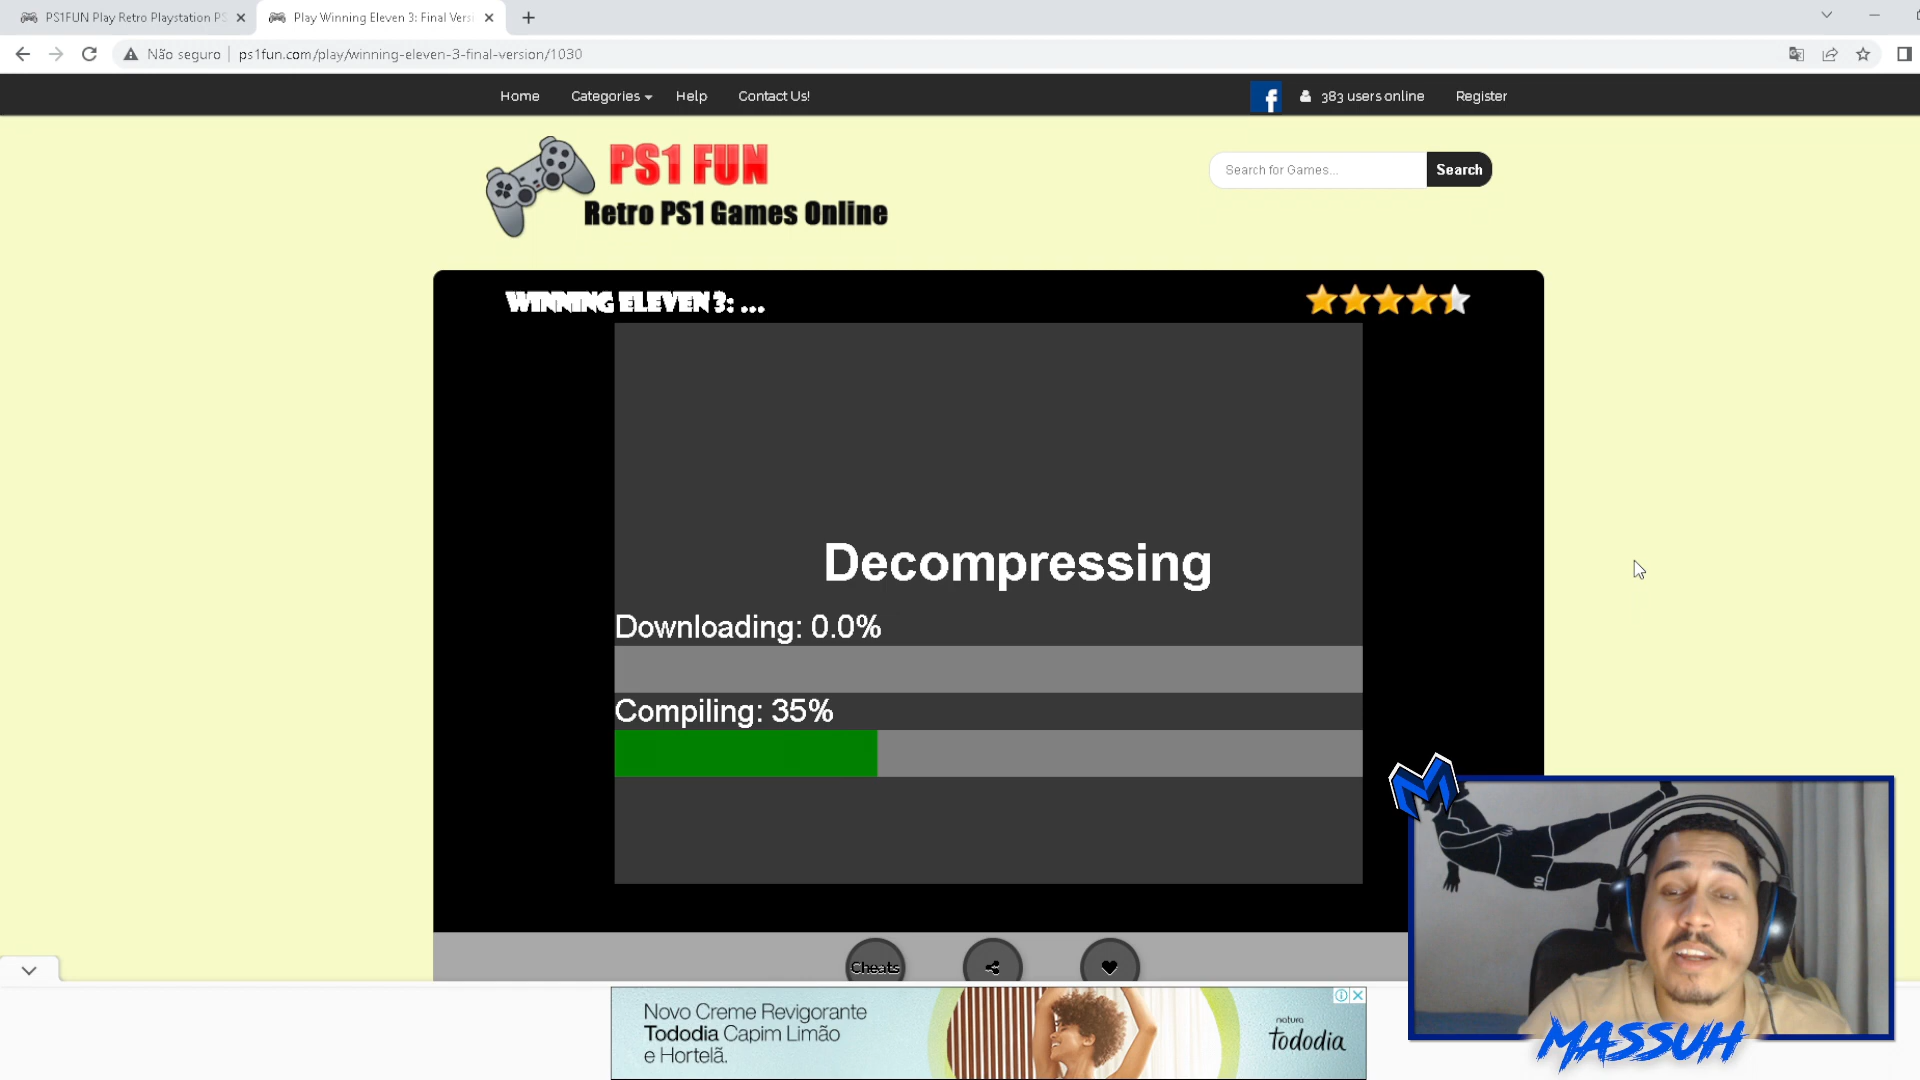 PS1FUN Play Retro Playstation PS
Play Winning Eleven 3: Final Versi
Não seguro
ps1fun.com/play/winning-eleven-3-final-version/1030
Home
Categories
Help
Contact Us!
f
383 users online
Register
PS1 FUN
Retro PS1 Games Online
Search for Games...
Search
WINNING ELEVEN 3: ...
Decompressing
Downloading: 0.0%
Compiling: 35%
Cheats
M
10
Novo Creme Revigorante
Tododia Capim Limão
e Hortelã.
natura
Tododia
MASSUH